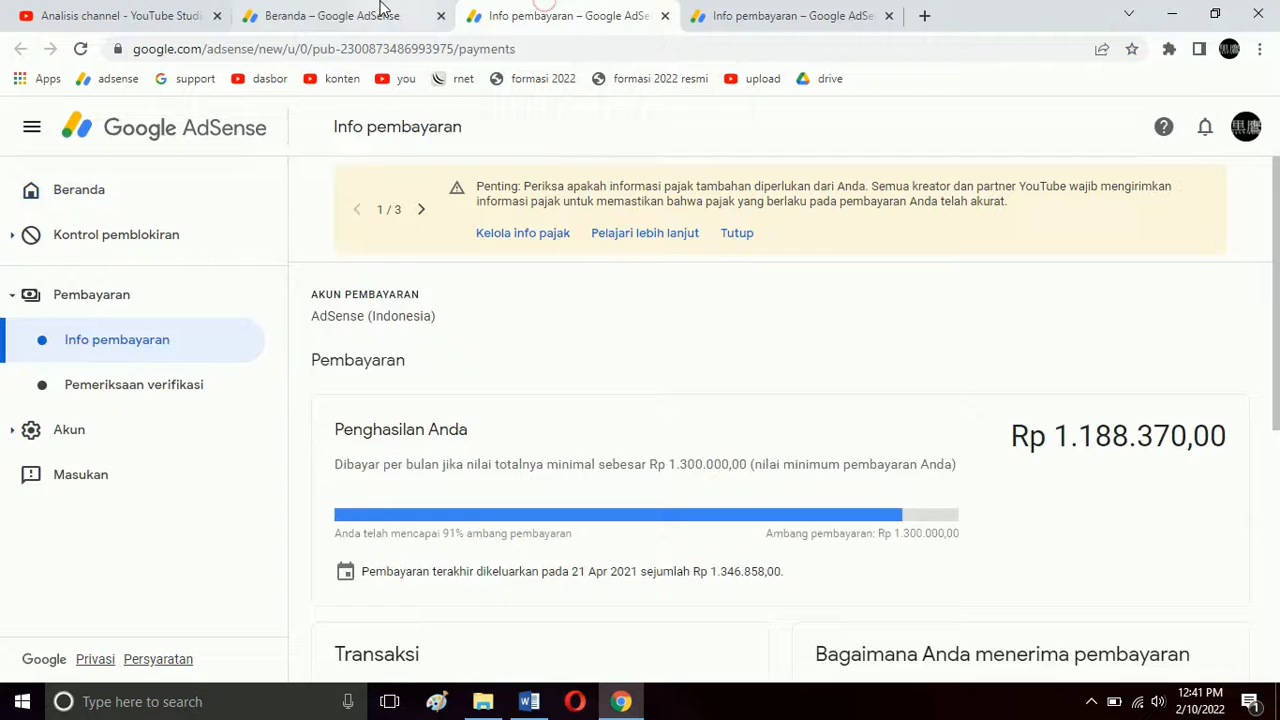 Analisis channel - YouTube Studi
Beranda – Google AdSense
Info pembayaran – Google AdSe
Info pembayaran – Google AdSe
google.com/adsense/new/u/0/pub-2300873486993975/payments
Apps
adsense
support
dasbor
konten
you
rnet
formasi 2022
formasi 2022 resmi
upload
drive
Google AdSense
Info pembayaran
黒鷹
Beranda
Kontrol pemblokiran
Pembayaran
Info pembayaran
Pemeriksaan verifikasi
Akun
Masukan
Google Privasi Persyaratan
1 / 3
Penting: Periksa apakah informasi pajak tambahan diperlukan dari Anda. Semua kreator dan partner YouTube wajib mengirimkan
informasi pajak untuk memastikan bahwa pajak yang berlaku pada pembayaran Anda telah akurat.
Kelola info pajak Pelajari lebih lanjut Tutup
AKUN PEMBAYARAN
AdSense (Indonesia)
Pembayaran
Penghasilan Anda
Rp 1.188.370,00
Dibayar per bulan jika nilai totalnya minimal sebesar Rp 1.300.000,00 (nilai minimum pembayaran Anda)
Anda telah mencapai 91% ambang pembayaran
Ambang pembayaran: Rp 1.300.000,00
Pembayaran terakhir dikeluarkan pada 21 Apr 2021 sejumlah Rp 1.346.858,00.
Transaksi
Bagaimana Anda menerima pembayaran
Type here to search
12:41 PM
2/10/2022
1